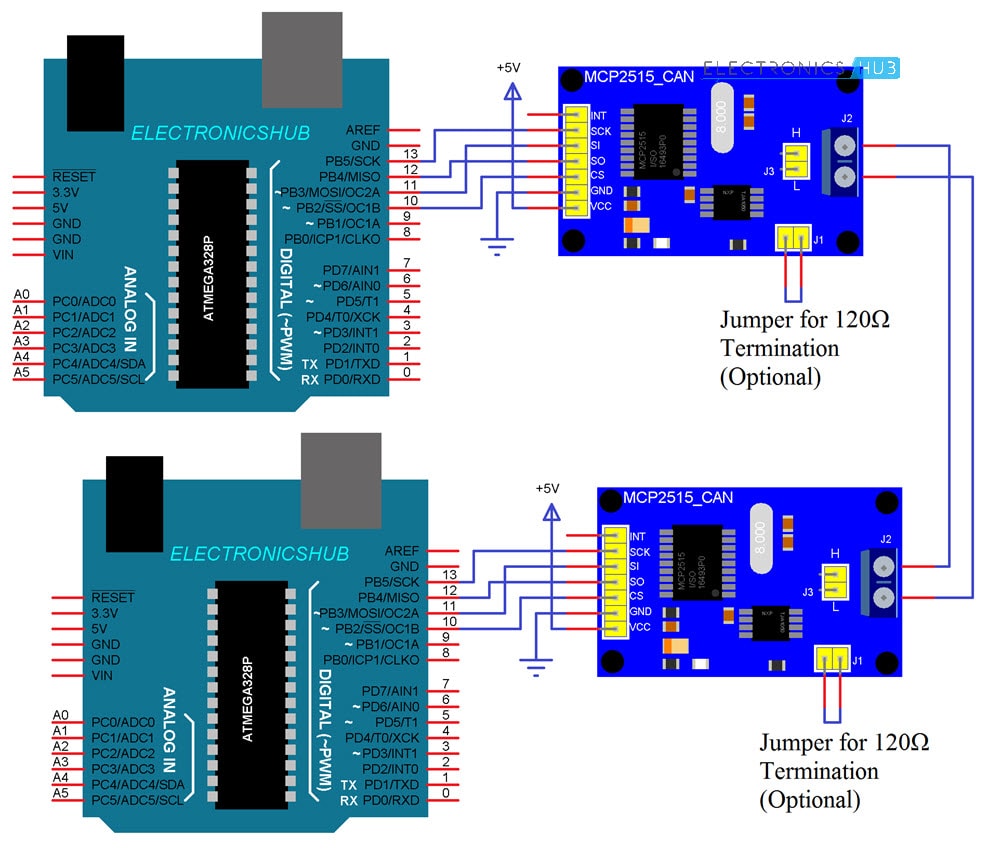 ELECTRONICSHUB
RESET
3.3V
5V
GND
GND
VIN
A0 PC0/ADC0
A1 PC1/ADC1
A2 PC2/ADC2
A3 PC3/ADC3
A4 PC4/ADC4/SDA
A5 PC5/ADC5/SCL
ANALOG IN
ATMEGA328P
DIGITAL (~PWM)
AREF
GND
PB5/SCK 13
PB4/MISO 12
~PB3/MOSI/OC2A 11
~ PB2/SS/OC1B 10
~ PB1/OC1A 9
PB0/ICP1/CLKO 8
PD7/AIN1 7
~PD6/AIN0 6
~ PD5/T1 5
PD4/T0/XCK 4
~PD3/INT1 3
PD2/INT0 2
TX PD1/TXD 1
RX PD0/RXD 0
+5V
MCP2515_CAN
ELECTRONICS HU3
INT
SCK
SI
SO
CS
GND
VCC
MCP2515
I/SO
16493P0
8.000
NXP
TJA1050
H
J3
L
J2
J1
Jumper for 120Ω
Termination
(Optional)
ELECTRONICSHUB
RESET
3.3V
5V
GND
GND
VIN
A0 PC0/ADC0
A1 PC1/ADC1
A2 PC2/ADC2
A3 PC3/ADC3
A4 PC4/ADC4/SDA
A5 PC5/ADC5/SCL
ANALOG IN
ATMEGA328P
DIGITAL (~PWM)
AREF
GND
PB5/SCK 13
PB4/MISO 12
~PB3/MOSI/OC2A 11
~ PB2/SS/OC1B 10
~ PB1/OC1A 9
PB0/ICP1/CLKO 8
PD7/AIN1 7
~PD6/AIN0 6
~ PD5/T1 5
PD4/T0/XCK 4
~PD3/INT1 3
PD2/INT0 2
TX PD1/TXD 1
RX PD0/RXD 0
+5V
MCP2515_CAN
INT
SCK
SI
SO
CS
GND
VCC
MCP2515
I/SO
16493P0
8.000
NXP
TJA1050
H
J3
L
J2
J1
Jumper for 120Ω
Termination
(Optional)